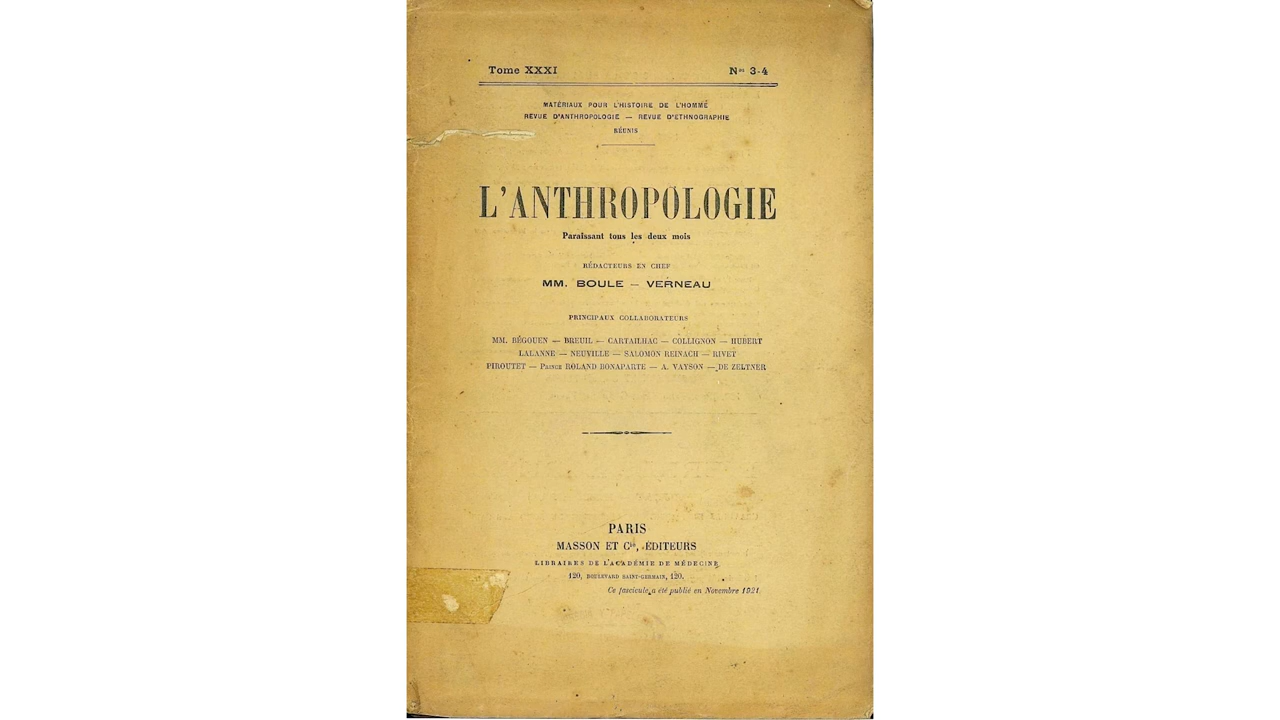 Tome XXXI Nos 3-4
MATÉRIAUX POUR L'HISTOIRE DE L'HOMME
REVUE D'ANTHROPOLOGIE — REVUE D'ETHNOGRAPHIE
RÉUNIS
L'ANTHROPOLOGIE
Paraissant tous les deux mois
RÉDACTEURS EN CHEF
MM. BOULE — VERNEAU
PRINCIPAUX COLLABORATEURS
MM. BÉGOUEN — BREUIL — CARTAILHAC — COLLIGNON — HUBERT
LALANNE — NEUVILLE — SALOMON REINACH — RIVET
PIROUTET — PRINCE ROLAND BONAPARTE — A. VAYSON — DE ZELTNER
PARIS
MASSON ET Cie, ÉDITEURS
LIBRAIRES DE L'ACADÉMIE DE MÉDECINE
120, BOULEVARD SAINT-GERMAIN, 120.
Ce fascicule a été publié en Novembre 1921